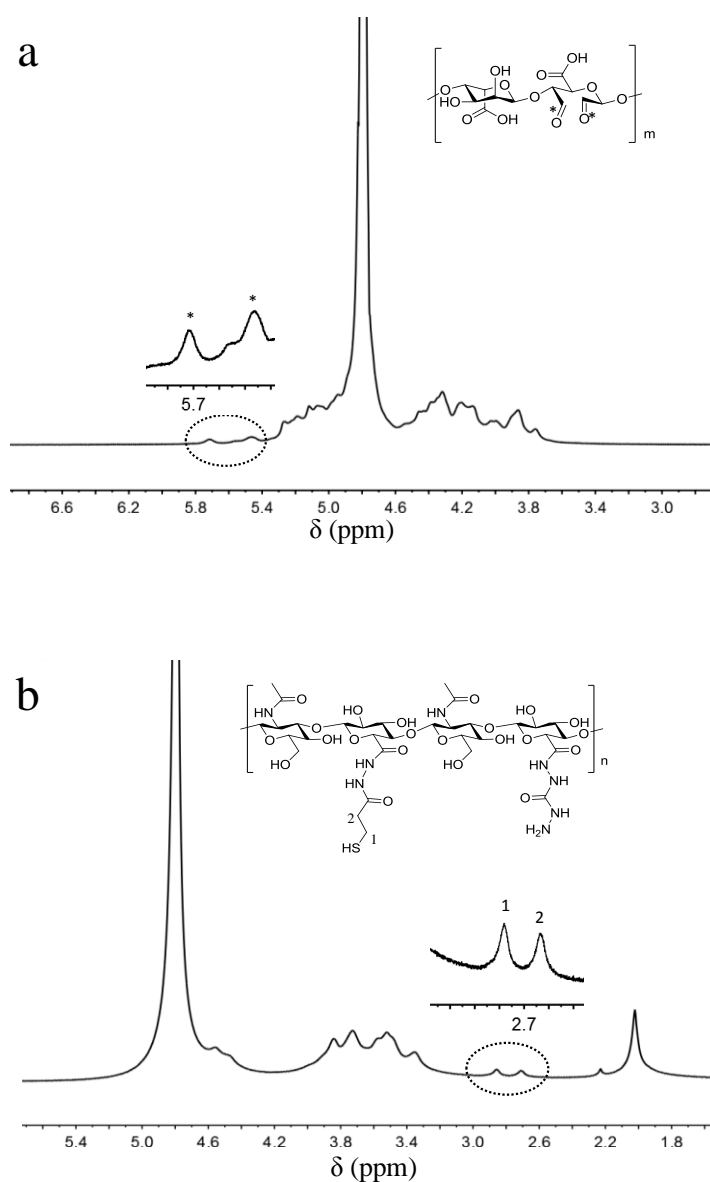 a
OH
O
OH
O
O
HO
O
O
O
O
O
OH
*
O
O*
m
*
*
5.7
6.6 6.2 5.8 5.4 5.0 4.6 4.2 3.8 3.4 3.0
δ (ppm)
b
O
HN
HO
OH
O
HN
HO
OH
O
O
O
O
O
O
O
O
OH
OH
HO
O
HO
O
n
NH
NH
HN
NH
O
O
NH
2
HS
1
H₂N
1
2
2.7
5.4 5.0 4.6 4.2 3.8 3.4 3.0 2.6 2.2 1.8
δ (ppm)